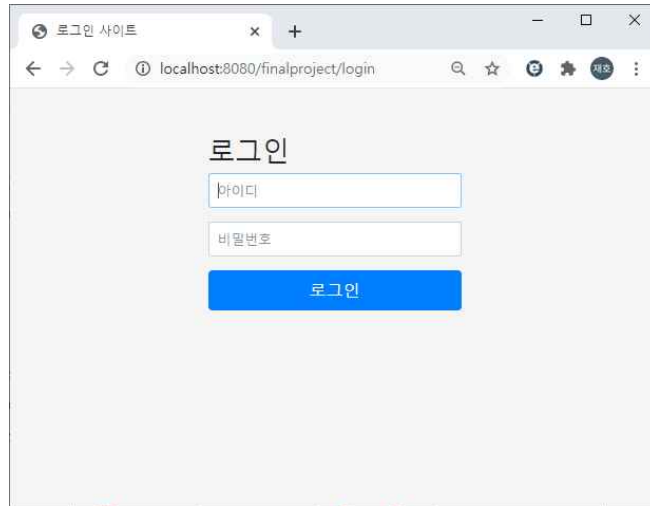 로그인 사이트
localhost:8080/finalproject/login
재호
로그인
아이디
비밀번호
로그인